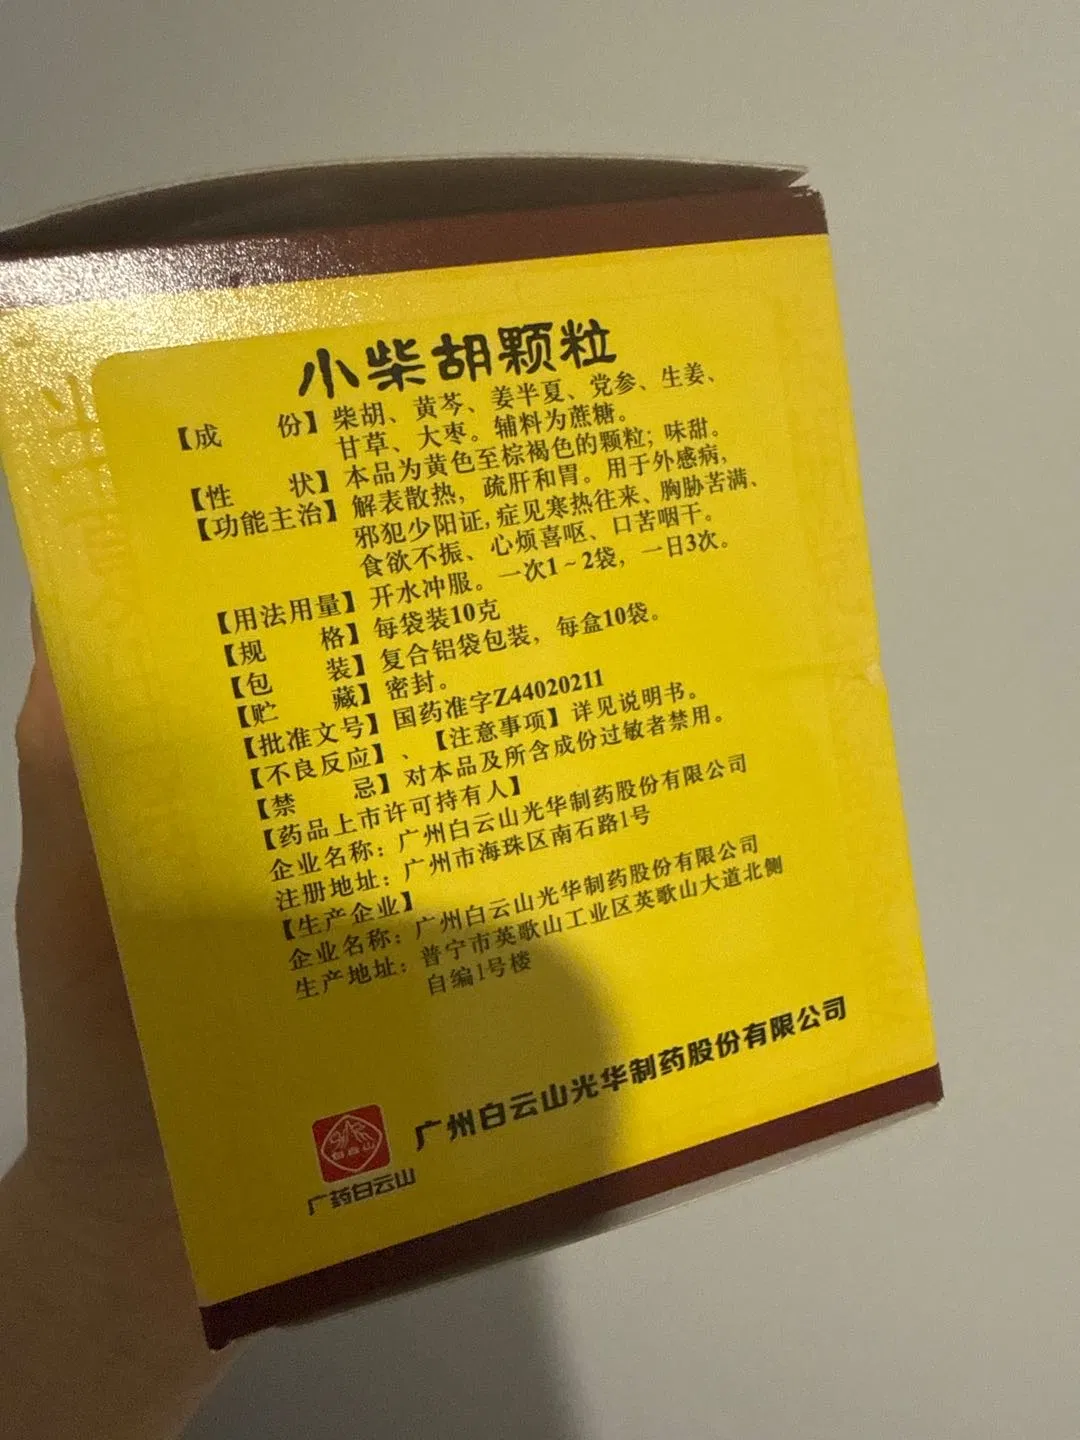 小柴胡颗粒
【成 份】柴胡、黄芩、姜半夏、党参、生姜、
甘草、大枣。辅料为蔗糖。
【性 状】本品为黄色至棕褐色的颗粒；味甜。
【功能主治】解表散热，疏肝和胃。用于外感病，
邪犯少阳证，症见寒热往来、胸胁苦满、
食欲不振、心烦喜呕、口苦咽干。
【用法用量】开水冲服。一次1～2袋，一日3次。
【规 格】每袋装10克
【包 装】复合铝袋包装，每盒10袋。
【贮 藏】密封。
【批准文号】国药准字Z44020211
【不良反应】、【注意事项】详见说明书。
【禁 忌】对本品及所含成份过敏者禁用。
【药品上市许可持有人】
企业名称：广州白云山光华制药股份有限公司
注册地址：广州市海珠区南石路1号
【生产企业】
企业名称：广州白云山光华制药股份有限公司
生产地址：普宁市英歌山工业区英歌山大道北侧
自编1号楼
广州白云山光华制药股份有限公司
白云山
广药白云山